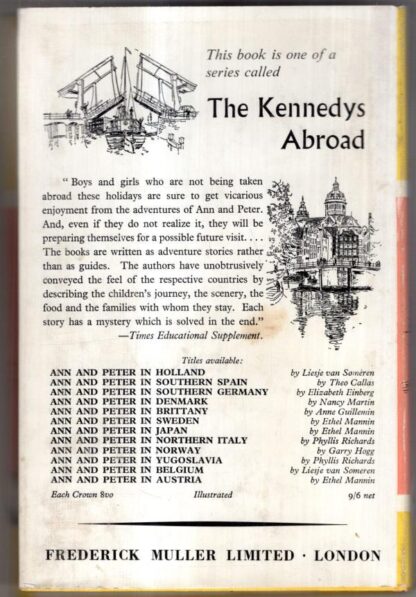 This book is one of a
series called
The Kennedys
Abroad
" Boys and girls who are not being taken
abroad these holidays are sure to get vicarious
enjoyment from the adventures of Ann and Peter.
And, even if they do not realize it, they will be
preparing themselves for a possible future visit. . . .
The books are written as adventure stories rather
than as guides. The authors have unobtrusively
conveyed the feel of the respective countries by
describing the children's journey, the scenery, the
food and the families with whom they stay. Each
story has a mystery which is solved in the end."
—Times Educational Supplement.
Titles available:
ANN AND PETER IN HOLLAND by Liesje van Someren
ANN AND PETER IN SOUTHERN SPAIN by Theo Callas
ANN AND PETER IN SOUTHERN GERMANY by Elizabeth Einberg
ANN AND PETER IN DENMARK by Nancy Martin
ANN AND PETER IN BRITTANY by Anne Guillemin
ANN AND PETER IN SWEDEN by Ethel Mannin
ANN AND PETER IN JAPAN by Ethel Mannin
ANN AND PETER IN NORTHERN ITALY by Phyllis Richards
ANN AND PETER IN NORWAY by Garry Hogg
ANN AND PETER IN YUGOSLAVIA by Phyllis Richards
ANN AND PETER IN BELGIUM by Liesje van Someren
ANN AND PETER IN AUSTRIA by Ethel Mannin
Each Crown 8vo Illustrated 9/6 net
FREDERICK MULLER LIMITED · LONDON